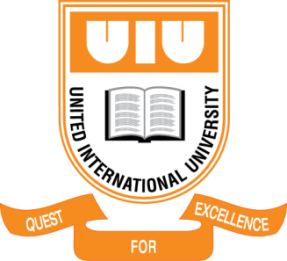 UIU
UNITED INTERNATIONAL UNIVERSITY
QUEST
FOR
EXCELLENCE